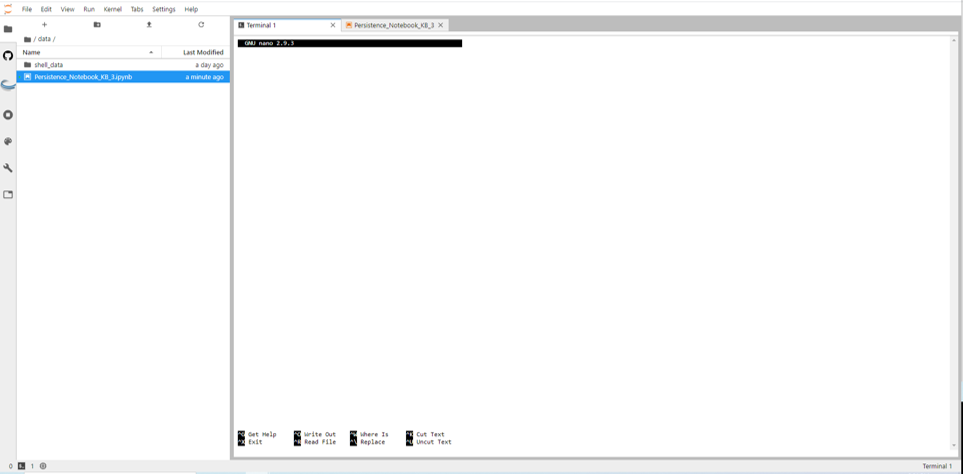 File Edit View Run Kernel Tabs Settings Help
Terminal 1
Persistence_Notebook_KB_3
/ data /
Name Last Modified
shell_data a day ago
Persistence_Notebook_KB_3.ipynb a minute ago
GNU nano 2.9.3
^G Get Help ^O Write Out ^W Where Is ^K Cut Text
^X Exit ^R Read File ^\ Replace ^U Uncut Text
0 1 Terminal 1